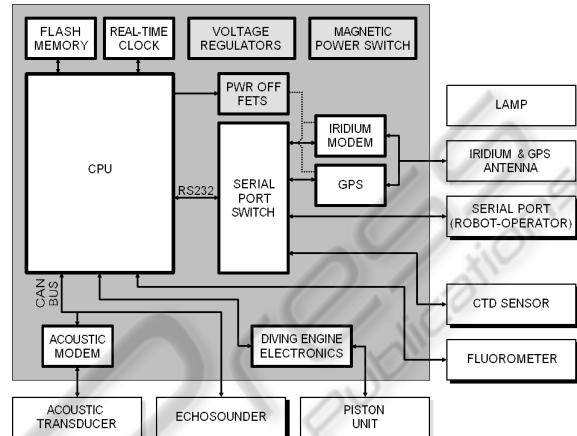 FLASH
MEMORY
REAL-TIME
CLOCK
VOLTAGE
REGULATORS
MAGNETIC
POWER SWITCH
PWR OFF
FETS
LAMP
CPU
IRIDIUM
MODEM
IRIDIUM & GPS
ANTENNA
RS232
SERIAL
PORT
SWITCH
GPS
SERIAL PORT
(ROBOT-OPERATOR)
CAN
BUS
CTD SENSOR
ACOUSTIC
MODEM
DIVING ENGINE
ELECTRONICS
FLUOROMETER
ACOUSTIC
TRANSDUCER
ECHOSOUNDER
PISTON
UNIT
Publications